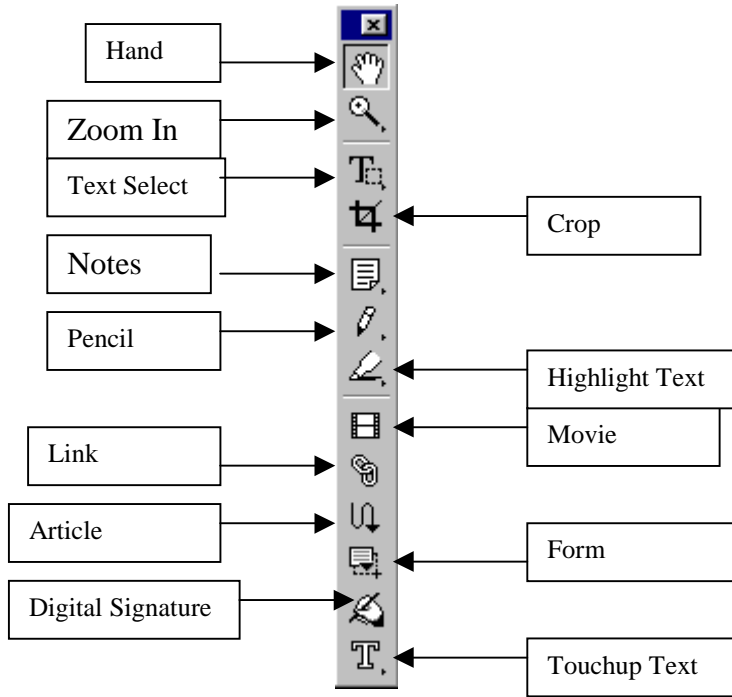 Hand
Zoom In
Text Select
Crop
Notes
Pencil
Highlight Text
Movie
Link
Article
Form
Digital Signature
Touchup Text